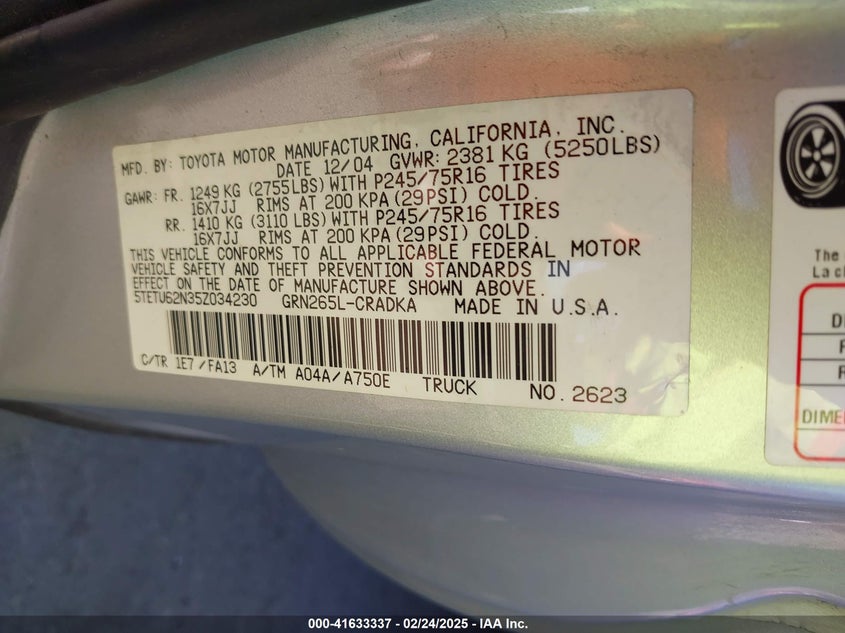 MFD. BY: TOYOTA MOTOR MANUFACTURING, CALIFORNIA, INC.
DATE 12/04 GVWR: 2381 KG (5250LBS)
GAWR: FR. 1249 KG (2755LBS) WITH P245/75R16 TIRES
16X7JJ RIMS AT 200 KPA (29PSI) COLD.
RR. 1410 KG (3110 LBS) WITH P245/75R16 TIRES
16X7JJ RIMS AT 200 KPA (29PSI) COLD.
THIS VEHICLE CONFORMS TO ALL APPLICABLE FEDERAL MOTOR
VEHICLE SAFETY AND THEFT PREVENTION STANDARDS IN
EFFECT ON THE DATE OF MANUFACTURE SHOWN ABOVE.
5TETU62N35Z034230 GRN265L-CRADKA MADE IN U.S.A.
C/TR 1E7/FA13 A/TM A04A/A750E TRUCK NO. 2623
The
La c
000-41633337 - 02/24/2025 - IAA Inc.